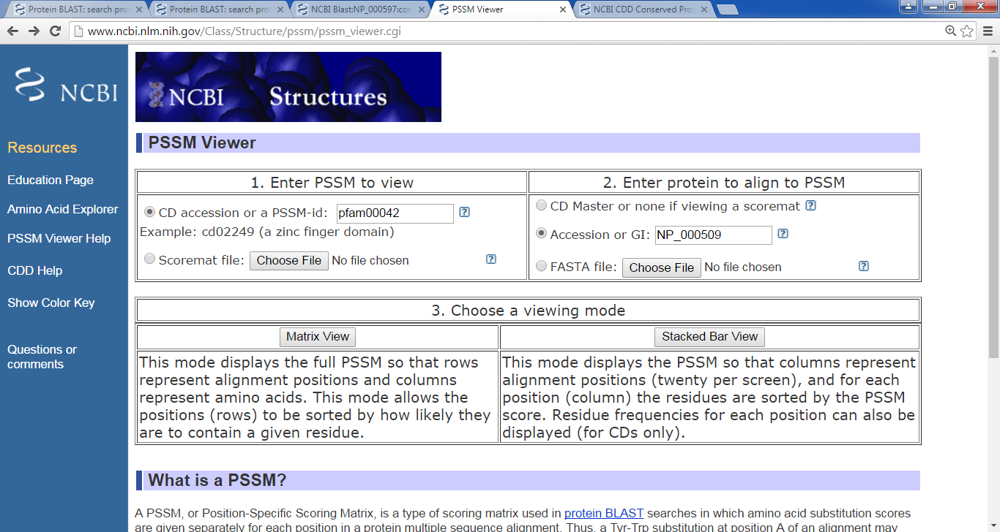 Protein BLAST: search pro
Protein BLAST: search pro
NCBI Blast:NP_000597:con
PSSM Viewer
NCBI CDD Conserved Prot
www.ncbi.nlm.nih.gov/Class/Structure/pssm/pssm_viewer.cgi
NCBI
Resources
Education Page
Amino Acid Explorer
PSSM Viewer Help
CDD Help
Show Color Key
Questions or
comments
NCBI Structures
PSSM Viewer
1. Enter PSSM to view
CD accession or a PSSM-id: pfam00042 ?
Example: cd02249 (a zinc finger domain)
Scoremat file: Choose File No file chosen ?
2. Enter protein to align to PSSM
CD Master or none if viewing a scoremat ?
Accession or GI: NP_000509 ?
FASTA file: Choose File No file chosen ?
3. Choose a viewing mode
Matrix View
This mode displays the full PSSM so that rows
represent alignment positions and columns
represent amino acids. This mode allows the
positions (rows) to be sorted by how likely they
are to contain a given residue.
Stacked Bar View
This mode displays the PSSM so that columns represent
alignment positions (twenty per screen), and for each
position (column) the residues are sorted by the PSSM
score. Residue frequencies for each position can also be
displayed (for CDs only).
What is a PSSM?
A PSSM, or Position-Specific Scoring Matrix, is a type of scoring matrix used in protein BLAST searches in which amino acid substitution scores
are given separately for each position in a protein multiple sequence alignment. Thus, a Tyr-Trp substitution at position A of an alignment may